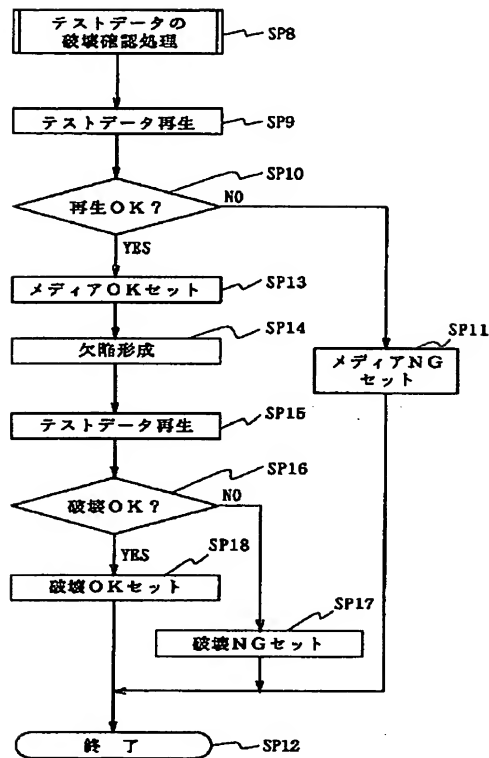 テストデータの
破壊確認処理
SP8
テストデータ再生
SP9
SP10
再生OK?
NO
YES
メディアOKセット
SP13
SP14
欠陥形成
SP11
メディアNG
セット
テストデータ再生
SP15
SP16
破壊OK?
NO
YES
SP18
破壊OKセット
SP17
破壊NGセット
終了
SP12